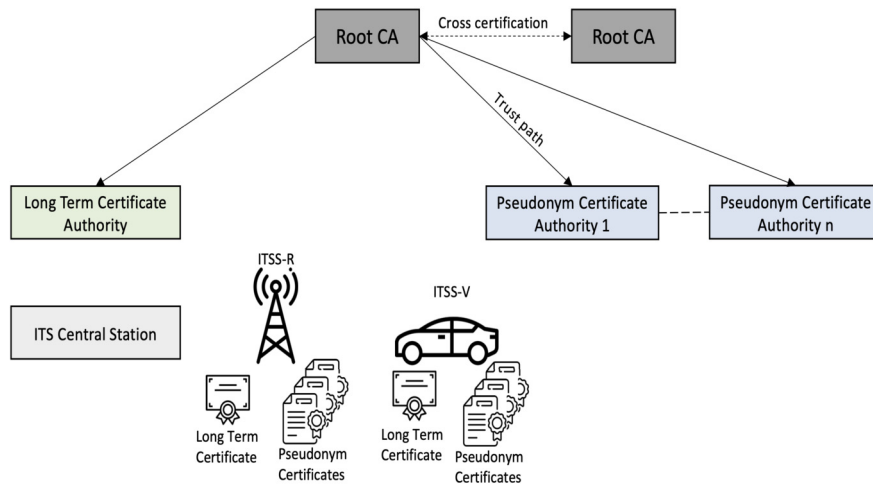 Cross certification
Root CA
Root CA
Trust path
Long Term Certificate
Authority
Pseudonym Certificate
Authority 1
Pseudonym Certificate
Authority n
ITSS-R
ITSS-V
ITS Central Station
Long Term
Certificate
Pseudonym
Certificates
Long Term
Certificate
Pseudonym
Certificates